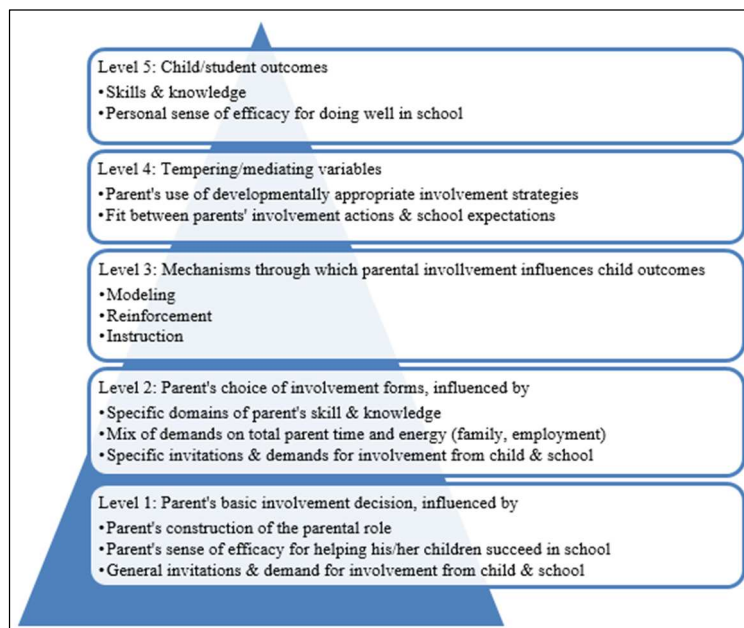 Level 5: Child/student outcomes
•Skills & knowledge
•Personal sense of efficacy for doing well in school
Level 4: Tempering/mediating variables
•Parent's use of developmentally appropriate involvement strategies
•Fit between parents' involvement actions & school expectations
Level 3: Mechanisms through which parental invollvement influences child outcomes
•Modeling
•Reinforcement
•Instruction
Level 2: Parent's choice of involvement forms, influenced by
•Specific domains of parent's skill & knowledge
•Mix of demands on total parent time and energy (family, employment)
•Specific invitations & demands for involvement from child & school
Level 1: Parent's basic involvement decision, influenced by
•Parent's construction of the parental role
•Parent's sense of efficacy for helping his/her children succeed in school
•General invitations & demand for involvement from child & school